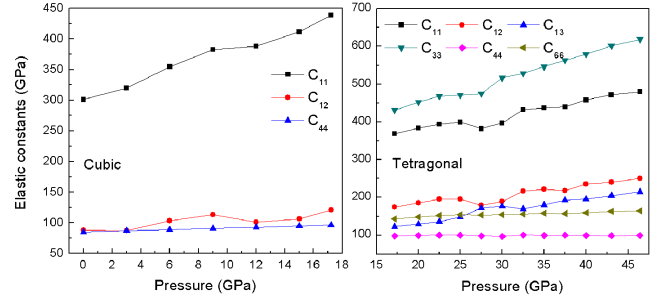 Elastic constants (GPa)
450
400
350
300
250
200
150
100
50
C11
C12
C44
Cubic
0 2 4 6 8 10 12 14 16 18
Pressure (GPa)
700
600
500
400
300
200
100
C11 C12 C13
C33 C44 C66
Tetragonal
15 20 25 30 35 40 45
Pressure (GPa)